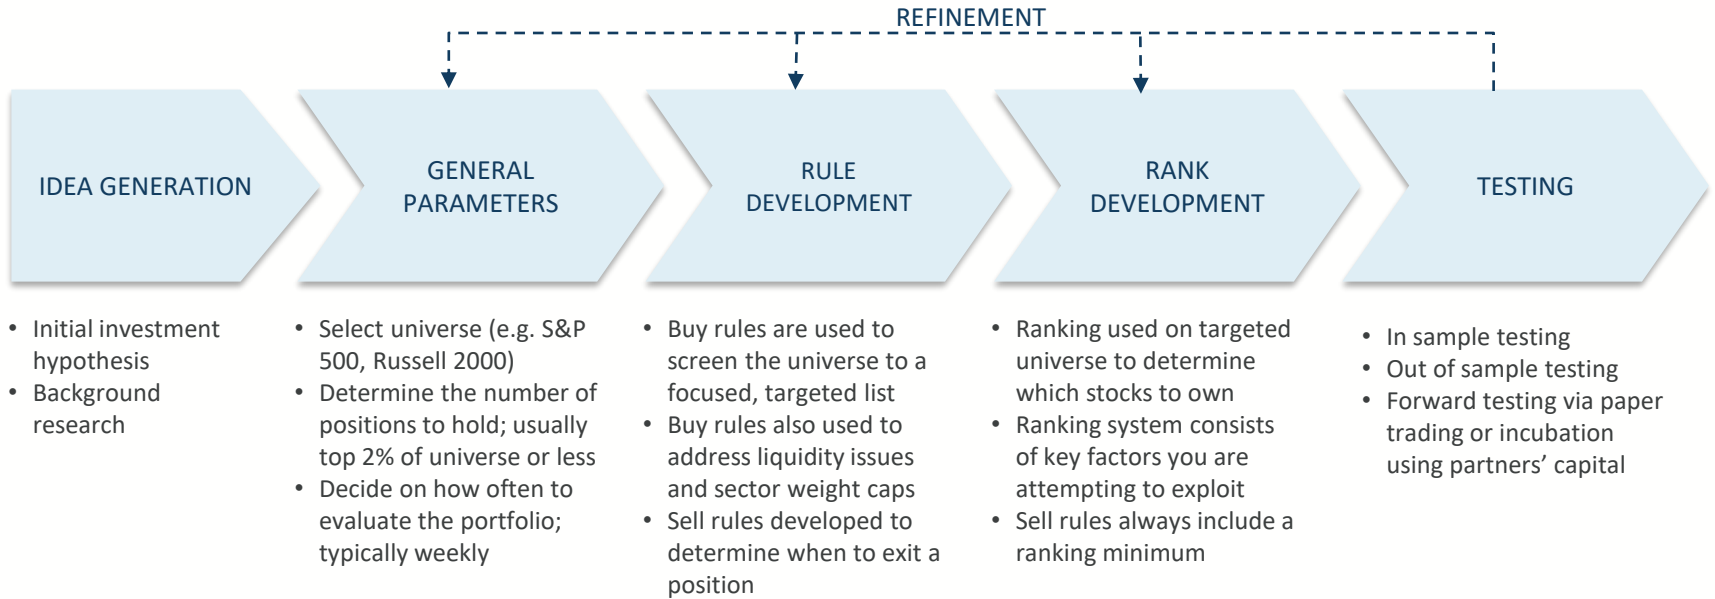 REFINEMENT
IDEA GENERATION
GENERAL
PARAMETERS
RULE
DEVELOPMENT
RANK
DEVELOPMENT
TESTING
• Initial investment
hypothesis
• Background
research
• Select universe (e.g. S&P
500, Russell 2000)
• Determine the number of
positions to hold; usually
top 2% of universe or less
• Decide on how often to
evaluate the portfolio;
typically weekly
• Buy rules are used to
screen the universe to a
focused, targeted list
• Buy rules also used to
address liquidity issues
and sector weight caps
• Sell rules developed to
determine when to exit a
position
• Ranking used on targeted
universe to determine
which stocks to own
• Ranking system consists
of key factors you are
attempting to exploit
• Sell rules always include a
ranking minimum
• In sample testing
• Out of sample testing
• Forward testing via paper
trading or incubation
using partners’ capital